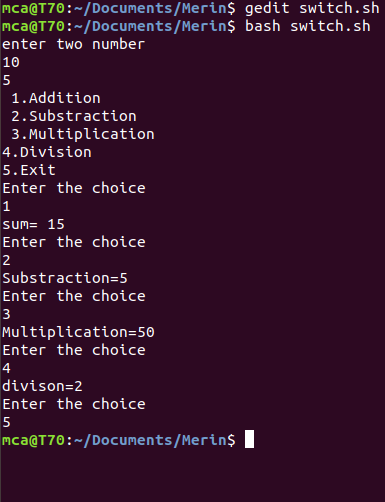 mca@T70:~/Documents/Merin$ gedit switch.sh
mca@T70:~/Documents/Merin$ bash switch.sh
enter two number
10
5
 1.Addition
 2.Substraction
 3.Multiplication
4.Division
5.Exit
Enter the choice
1
sum= 15
Enter the choice
2
Substraction=5
Enter the choice
3
Multiplication=50
Enter the choice
4
divison=2
Enter the choice
5
mca@T70:~/Documents/Merin$